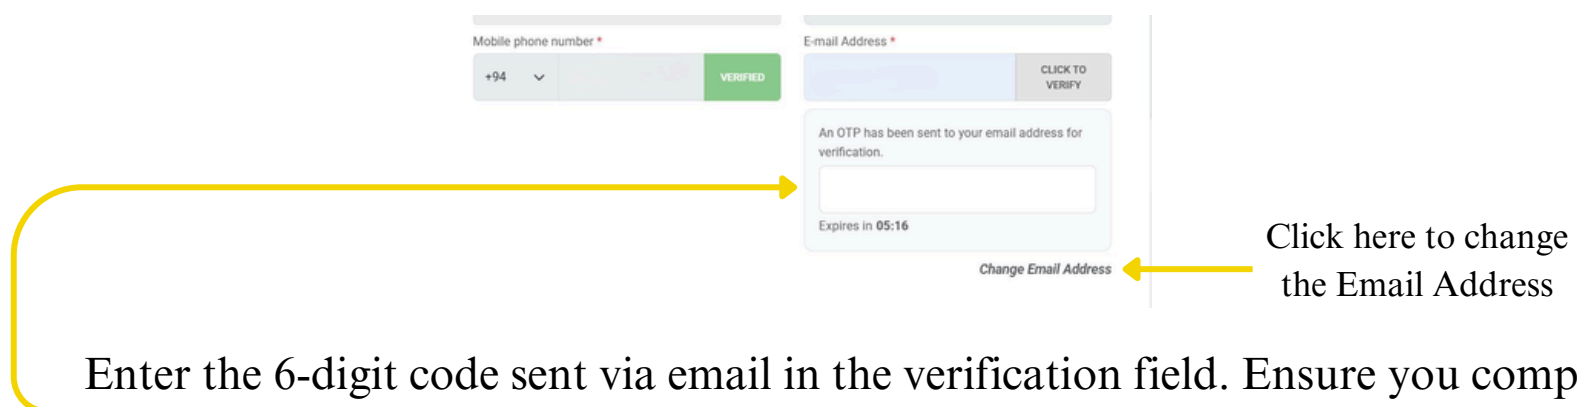 Mobile phone number *
E-mail Address *
+94
VERIFIED
CLICK TO
VERIFY
An OTP has been sent to your email address for
verification.
Expires in 05:16
Change Email Address
Click here to change
the Email Address
Enter the 6-digit code sent via email in the verification field. Ensure you comp